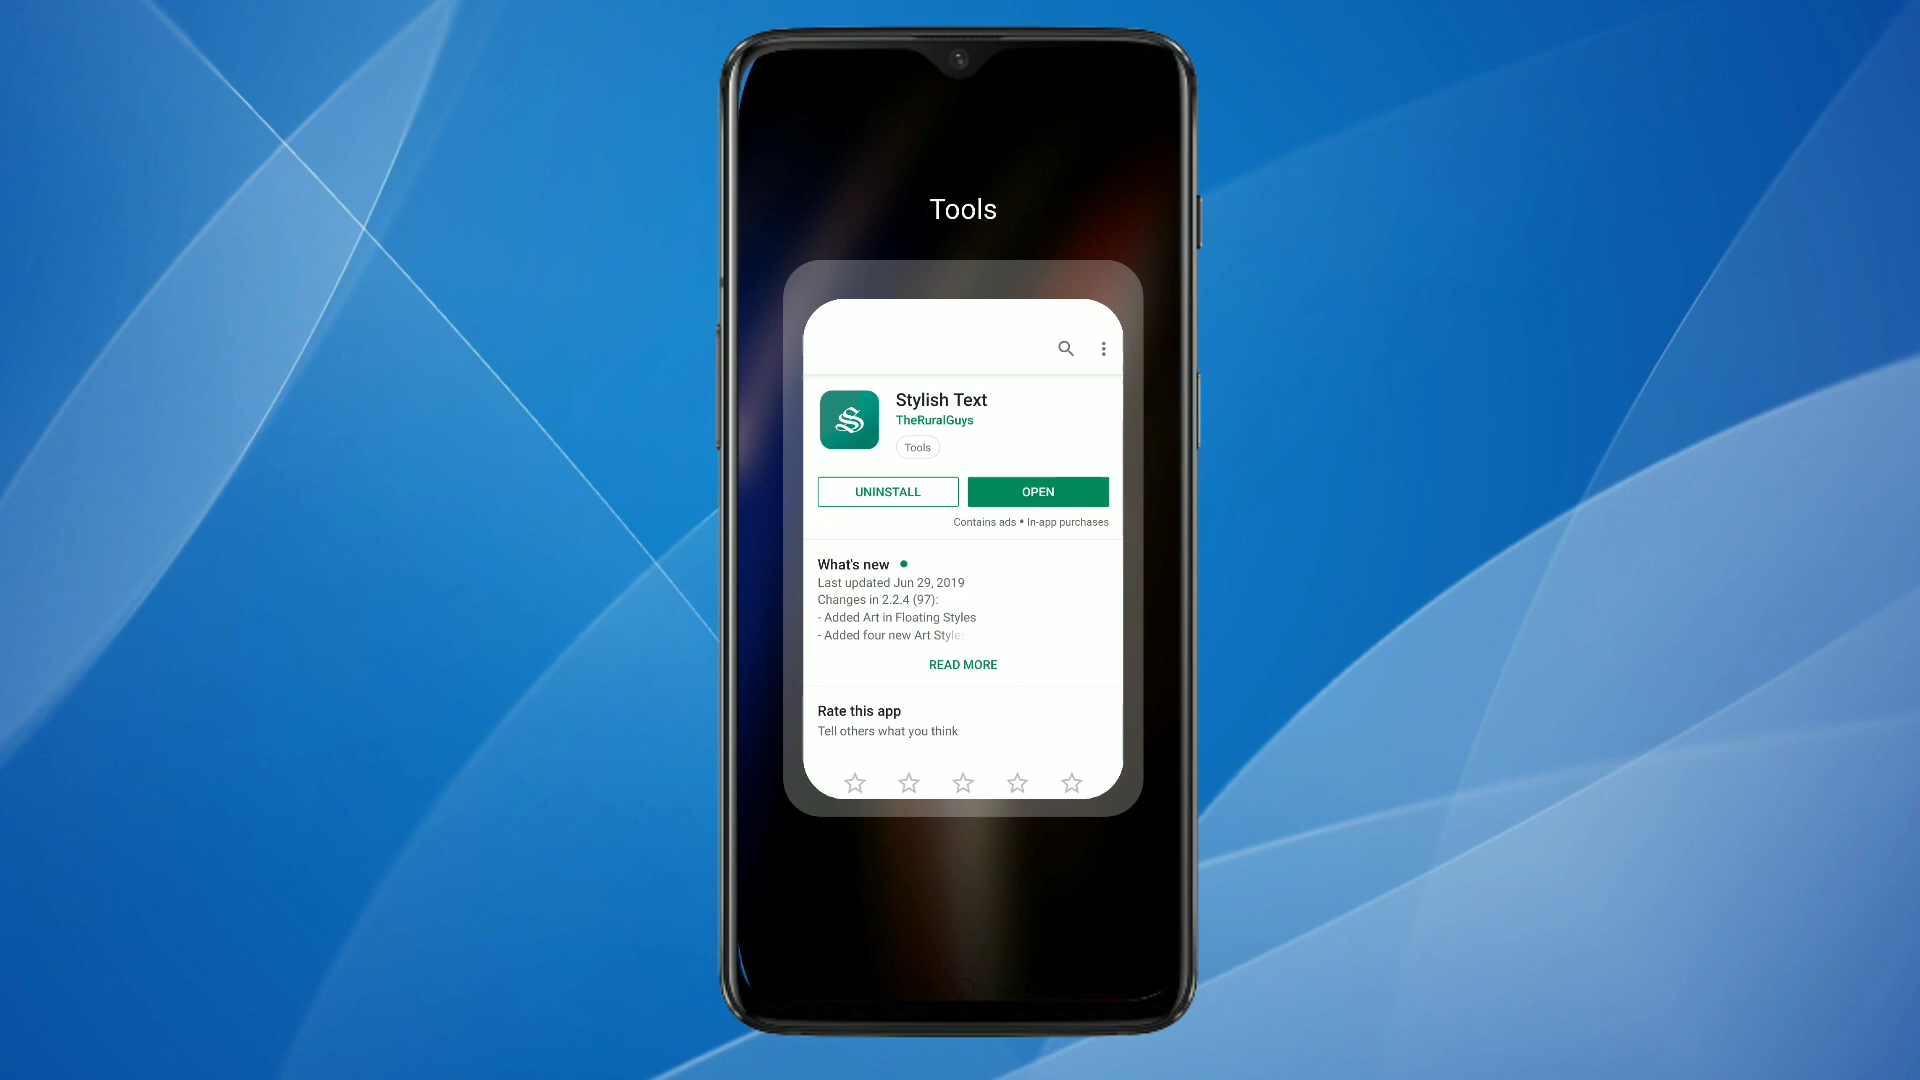 Tools
Stylish Text
TheRuralGuys
Tools
UNINSTALL
OPEN
Contains ads • In-app purchases
What's new
Last updated Jun 29, 2019
Changes in 2.2.4 (97):
- Added Art in Floating Styles
- Added four new Art Styles
READ MORE
Rate this app
Tell others what you think